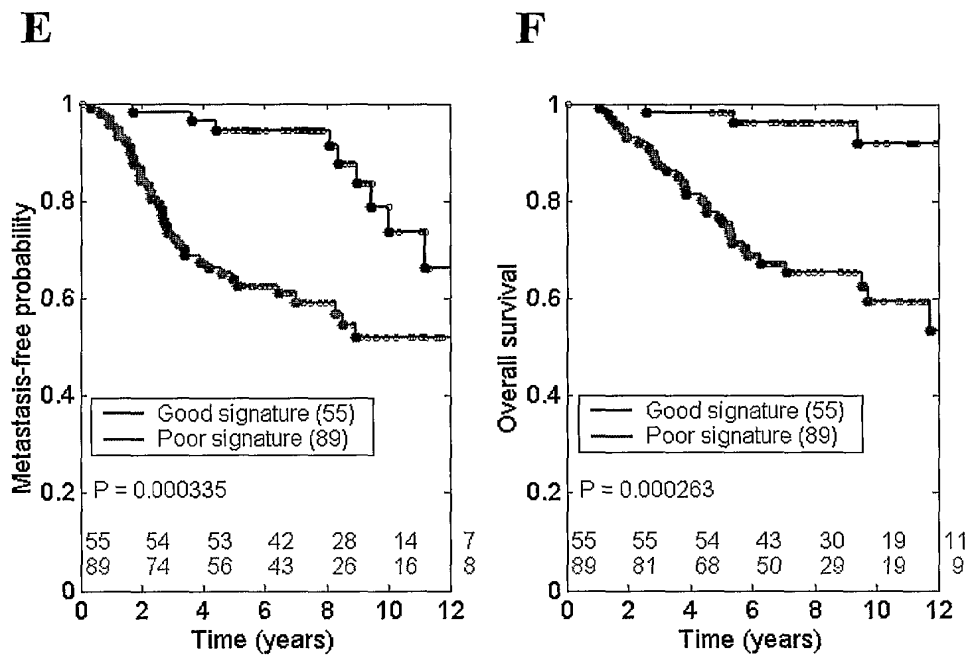 E
F
1
0.8
0.6
0.4
0.2
0
Metastasis-free probability
Good signature (55)
Poor signature (89)
P = 0.000335
55 54 53 42 28 14 7
89 74 56 43 26 16 8
0 2 4 6 8 10 12
Time (years)
1
0.8
0.6
0.4
0.2
0
Overall survival
Good signature (55)
Poor signature (89)
P = 0.000263
55 55 54 43 30 19 11
89 81 68 50 29 19 9
0 2 4 6 8 10 12
Time (years)